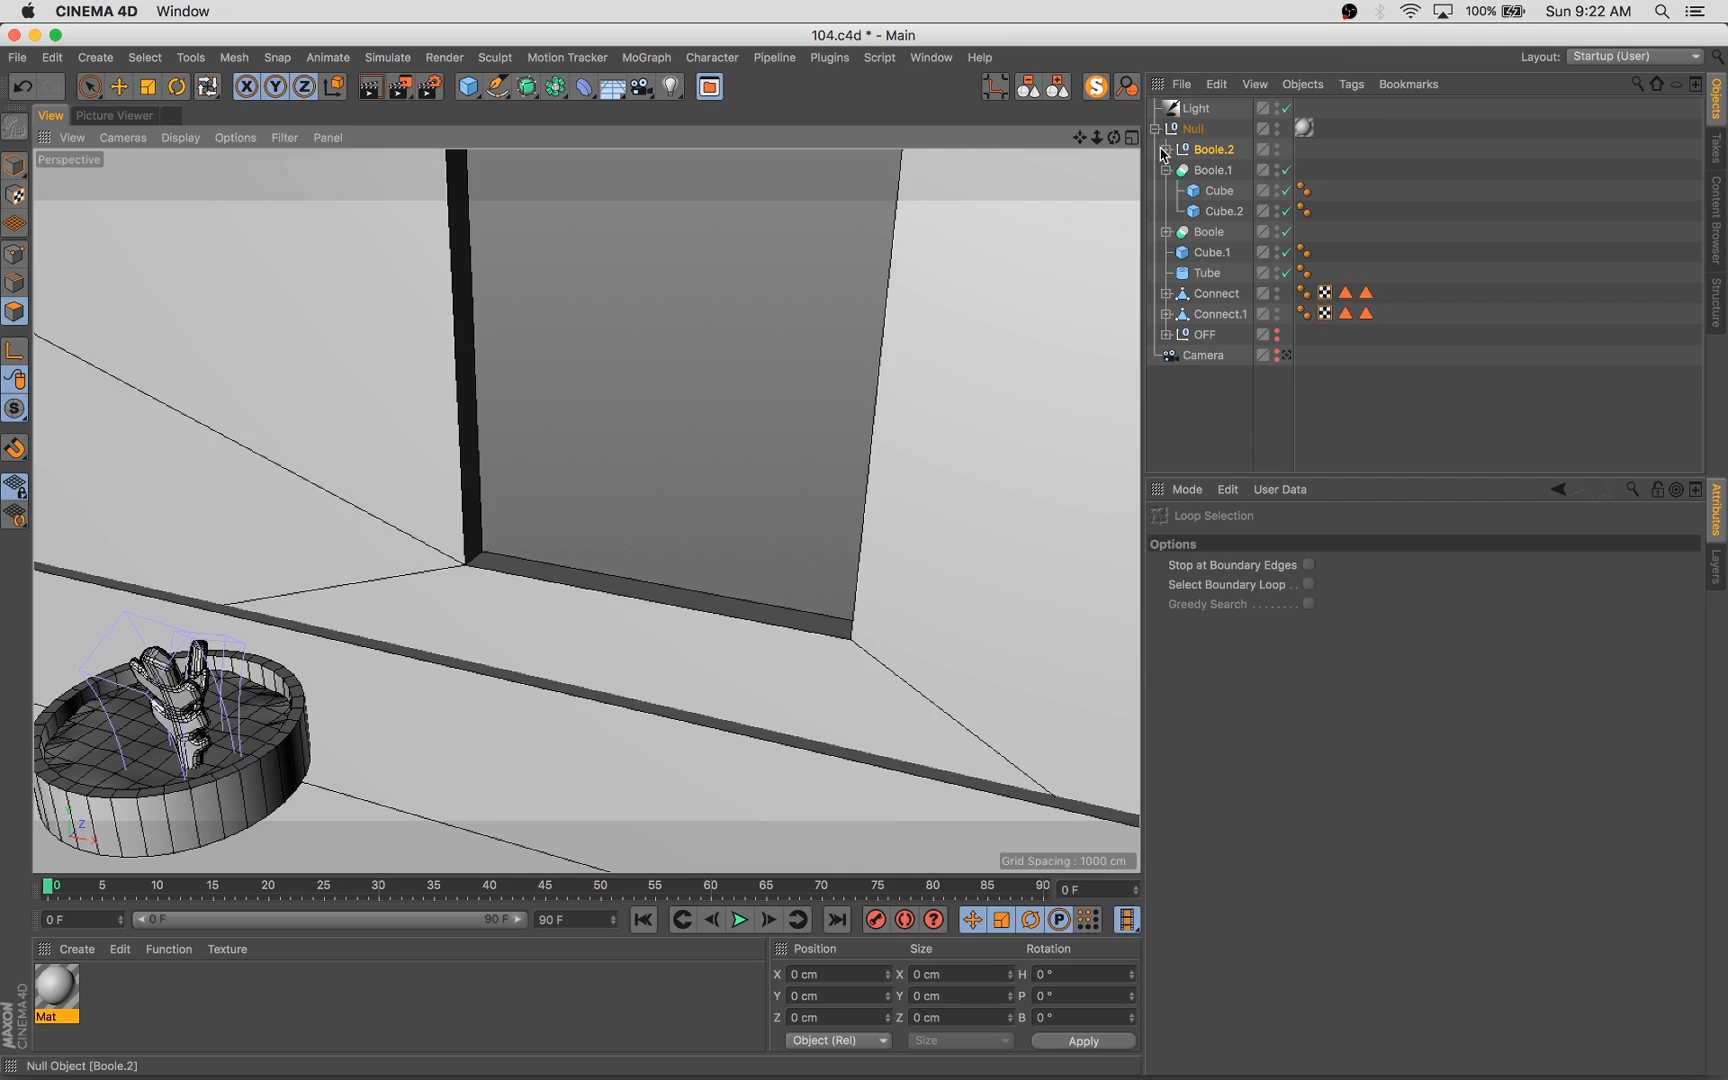 CINEMA 4D Window 100% Sun 9:22 AM
104.c4d * - Main
File Edit Create Select Tools Mesh Snap Animate Simulate Render Sculpt Motion Tracker MoGraph Character Pipeline Plugins Script Window Help Layout: Startup (User)
X Y Z S File Edit View Objects Tags Bookmarks
View Picture Viewer
View Cameras Display Options Filter Panel
Perspective
Light
Null
Boole.2
Boole.1
Cube
Cube.2
Boole
Cube.1
Tube
Connect
Connect.1
OFF
Camera
Objects
Takes
Content Browser
Structure
Mode Edit User Data
Loop Selection
Options
Stop at Boundary Edges
Select Boundary Loop . .
Greedy Search . . . . . . . .
Attributes
Layers
Y Z X
Grid Spacing : 1000 cm
0 5 10 15 20 25 30 35 40 45 50 55 60 65 70 75 80 85 90 0 F
0 F 0 F 90 F 90 F ? P
Create Edit Function Texture
Mat
MAXON CINEMA 4D
Position Size Rotation
X 0 cm X 0 cm H 0 °
Y 0 cm Y 0 cm P 0 °
Z 0 cm Z 0 cm B 0 °
Object (Rel) Size Apply
Null Object [Boole.2]